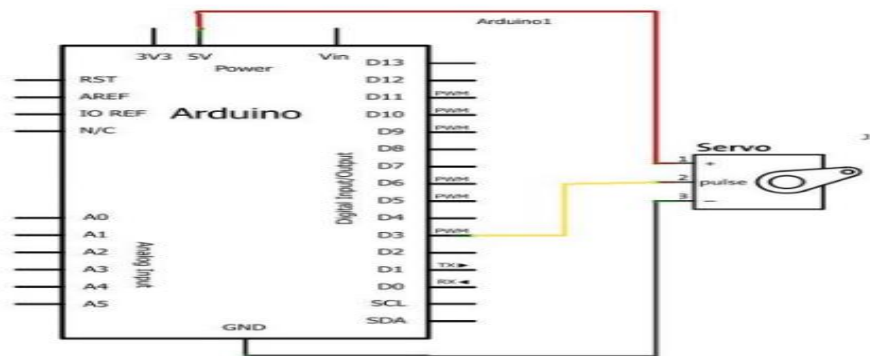 Arduino1
3V3 5V Vin
Power
RST
AREF
IO REF
N/C
Arduino
A0
A1
A2
A3
A4
A5
Analog Input
Digital Input/Output
D13
D12
D11 PWM
D10 PWM
D9 PWM
D8
D7
D6 PWM
D5 PWM
D4
D3 PWM
D2
D1 TX▶
D0 RX◀
SCL
SDA
GND
Servo
1 +
2 pulse
3 −